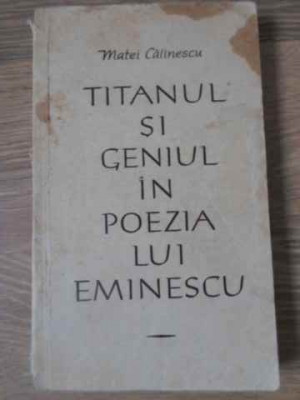 Matei Călinescu
TITANUL
ȘI
GENIUL
ÎN
POEZIA
LUI
EMINESCU